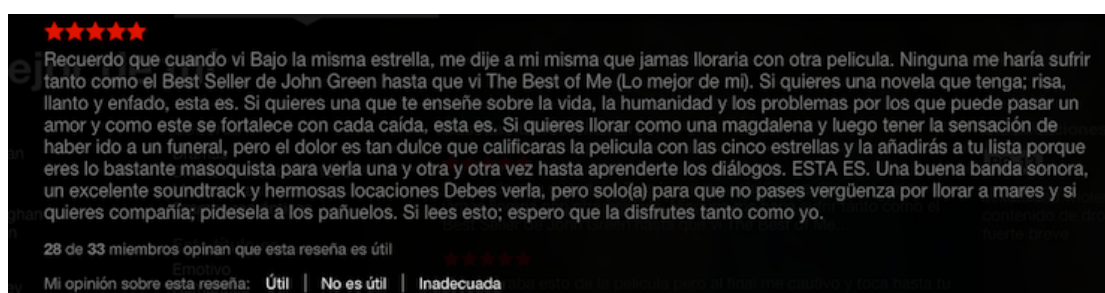 Recuerdo que cuando vi Bajo la misma estrella, me dije a mi misma que jamas lloraria con otra pelicula. Ninguna me haría sufrir
tanto como el Best Seller de John Green hasta que vi The Best of Me (Lo mejor de mi). Si quieres una novela que tenga; risa,
llanto y enfado, esta es. Si quieres una que te enseñe sobre la vida, la humanidad y los problemas por los que puede pasar un
amor y como este se fortalece con cada caída, esta es. Si quieres llorar como una magdalena y luego tener la sensación de
haber ido a un funeral, pero el dolor es tan dulce que calificaras la pelicula con las cinco estrellas y la añadirás a tu lista porque
eres lo bastante masoquista para verla una y otra y otra vez hasta aprenderte los diálogos. ESTA ES. Una buena banda sonora,
un excelente soundtrack y hermosas locaciones Debes verla, pero solo(a) para que no pases vergüenza por llorar a mares y si
quieres compañía; pidesela a los pañuelos. Si lees esto; espero que la disfrutes tanto como yo.
28 de 33 miembros opinan que esta reseña es útil
Emotivo
Mi opinión sobre esta reseña: Útil | No es útil | Inadecuada